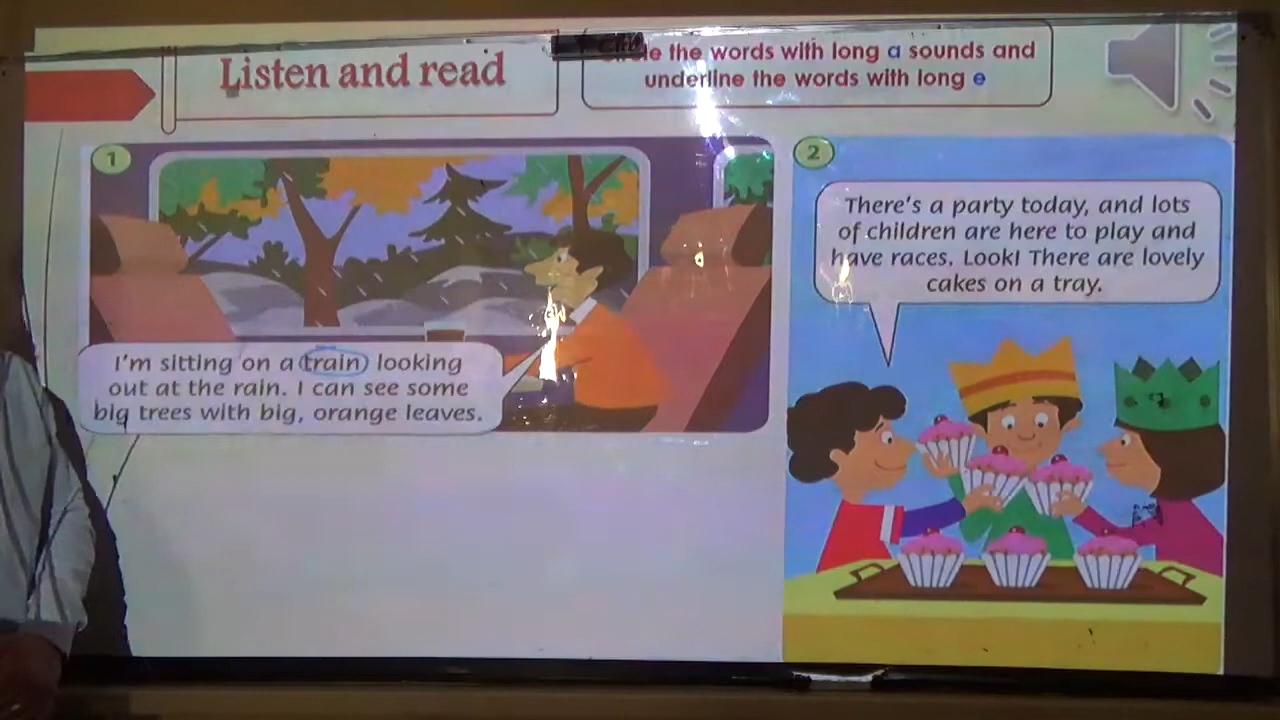 Listen and read
le the words with long a sounds and
underline the words with long e
1
I'm sitting on a train looking
out at the rain. I can see some
big trees with big, orange leaves.
2
There's a party today, and lots
of children are here to play and
have races. Look! There are lovely
cakes on a tray.